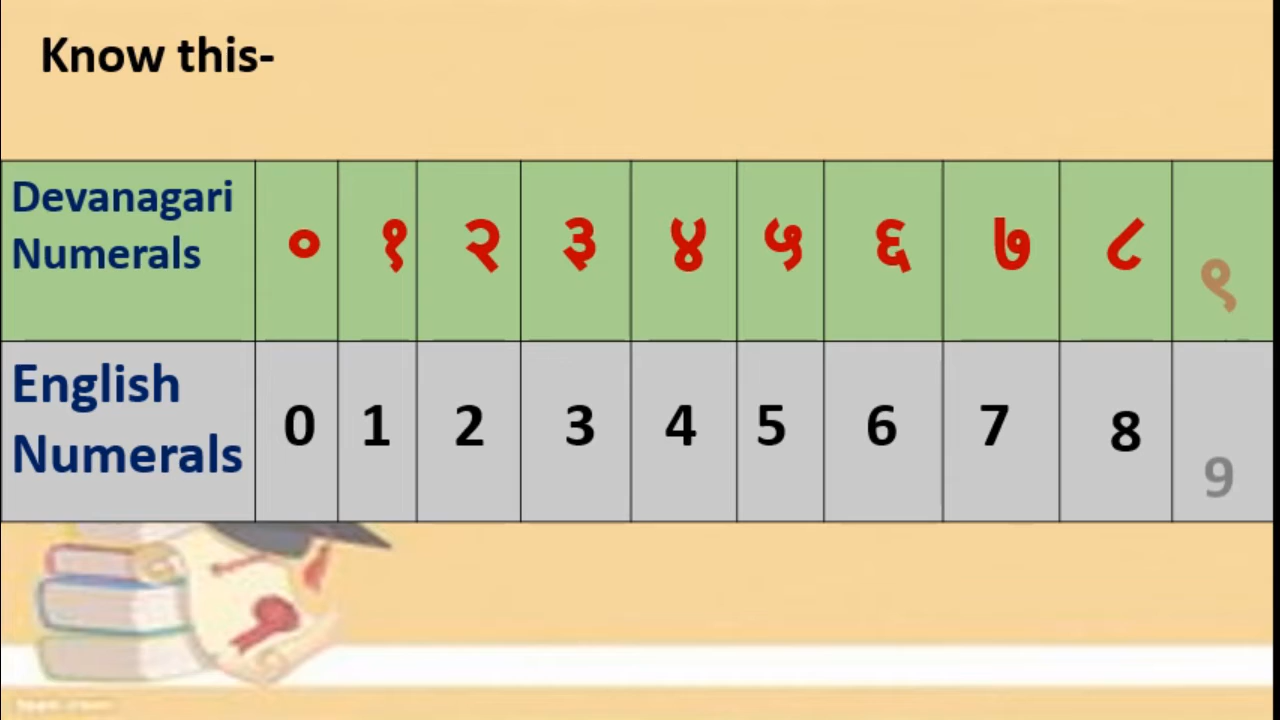 Know this-
Devanagari
Numerals
० १ २ ३ ४ ५ ६ ७ ८ ९
English
Numerals
0 1 2 3 4 5 6 7 8 9